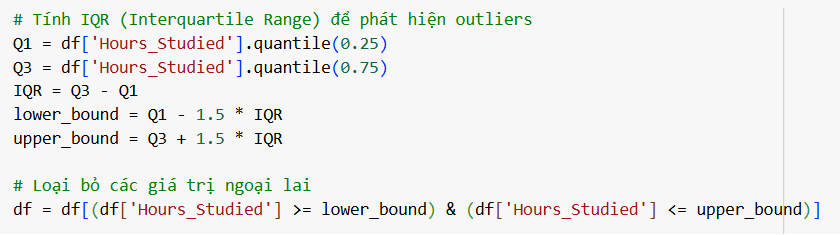 # Tính IQR (Interquartile Range) để phát hiện outliers
Q1 = df['Hours_Studied'].quantile(0.25)
Q3 = df['Hours_Studied'].quantile(0.75)
IQR = Q3 - Q1
lower_bound = Q1 - 1.5 * IQR
upper_bound = Q3 + 1.5 * IQR
# Loại bỏ các giá trị ngoại lai
df = df[(df['Hours_Studied'] >= lower_bound) & (df['Hours_Studied'] <= upper_bound)]